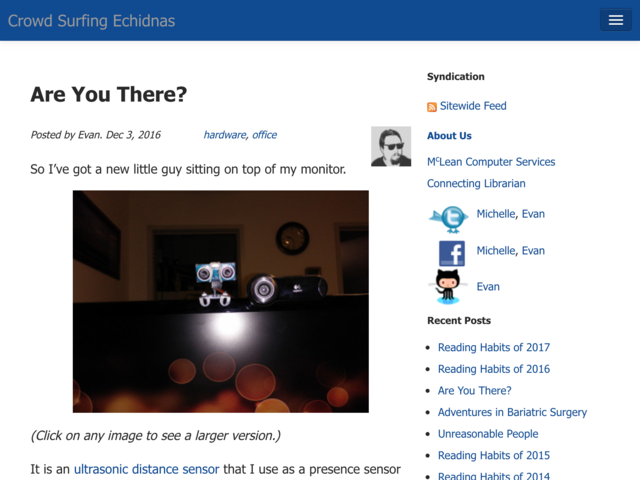 Crowd Surfing Echidnas
Are You There?
Posted by Evan. Dec 3, 2016 hardware, office
So I've got a new little guy sitting on top of my monitor.
(Click on any image to see a larger version.)
It is an ultrasonic distance sensor that I use as a presence sensor
Syndication
Sitewide Feed
About Us
McLean Computer Services
Connecting Librarian
Michelle, Evan
Michelle, Evan
Evan
Recent Posts
Reading Habits of 2017
Reading Habits of 2016
Are You There?
Adventures in Bariatric Surgery
Unreasonable People
Reading Habits of 2015
Reading Habits of 2014